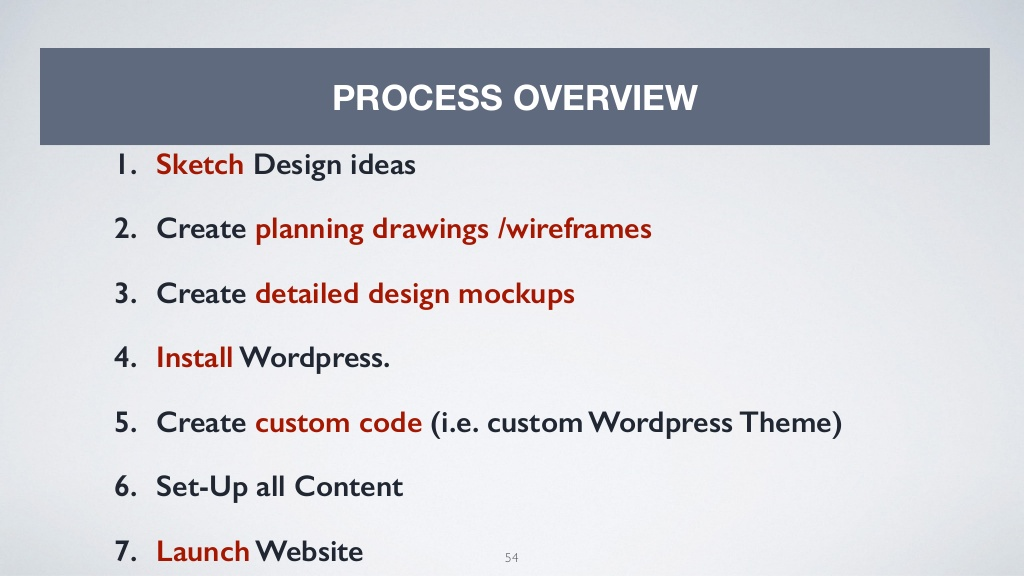 PROCESS OVERVIEW
1. Sketch Design ideas
2. Create planning drawings /wireframes
3. Create detailed design mockups
4. Install Wordpress.
5. Create custom code (i.e. custom Wordpress Theme)
6. Set-Up all Content
7. Launch Website
54